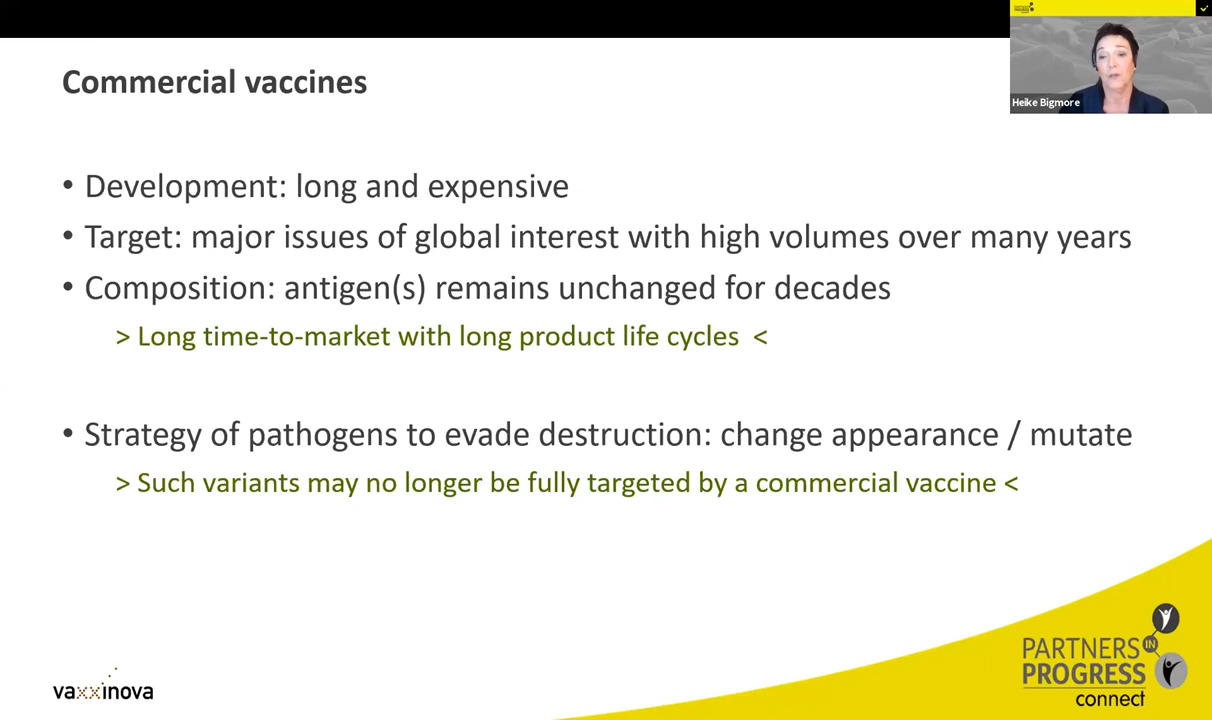 Commercial vaccines
Heike Bigmore
• Development: long and expensive
• Target: major issues of global interest with high volumes over many years
• Composition: antigen(s) remains unchanged for decades
> Long time-to-market with long product life cycles <
• Strategy of pathogens to evade destruction: change appearance / mutate
> Such variants may no longer be fully targeted by a commercial vaccine <
vaxxinova
PARTNERS IN
PROGRESS
connect